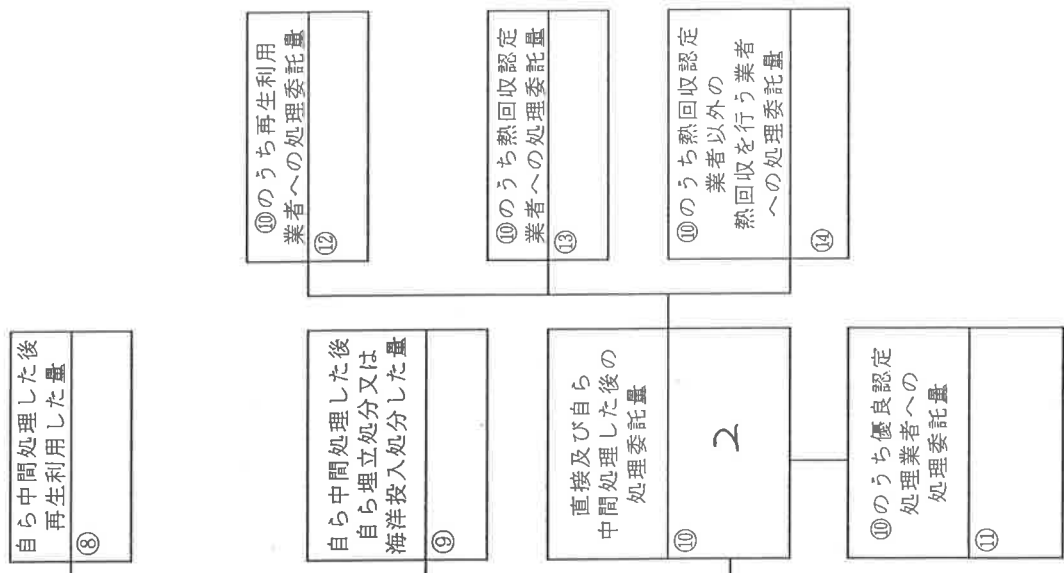 自ら中間処理した後
再生利用した量
⑧
自ら中間処理した後
自ら埋立処分又は
海洋投入処分した量
⑨
直接及び自ら
中間処理した後の
処理委託量
⑩
2
⑩のうち優良認定
処理業者への
処理委託量
⑪
⑩のうち再生利用
業者への処理委託量
⑫
⑩のうち熱回収認定
業者への処理委託量
⑬
⑩のうち熱回収認定
業者以外の
熱回収を行う業者
への処理委託量
⑭